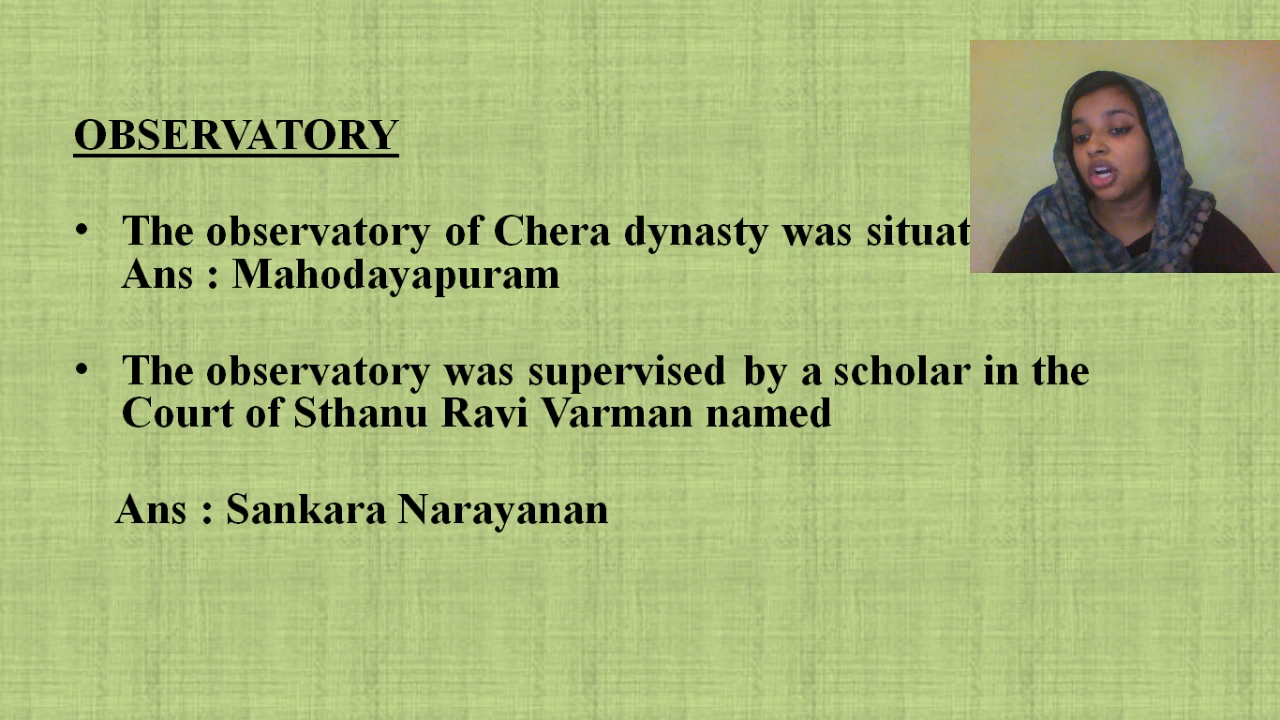 OBSERVATORY
• The observatory of Chera dynasty was situat
Ans : Mahodayapuram
• The observatory was supervised by a scholar in the
Court of Sthanu Ravi Varman named
Ans : Sankara Narayanan